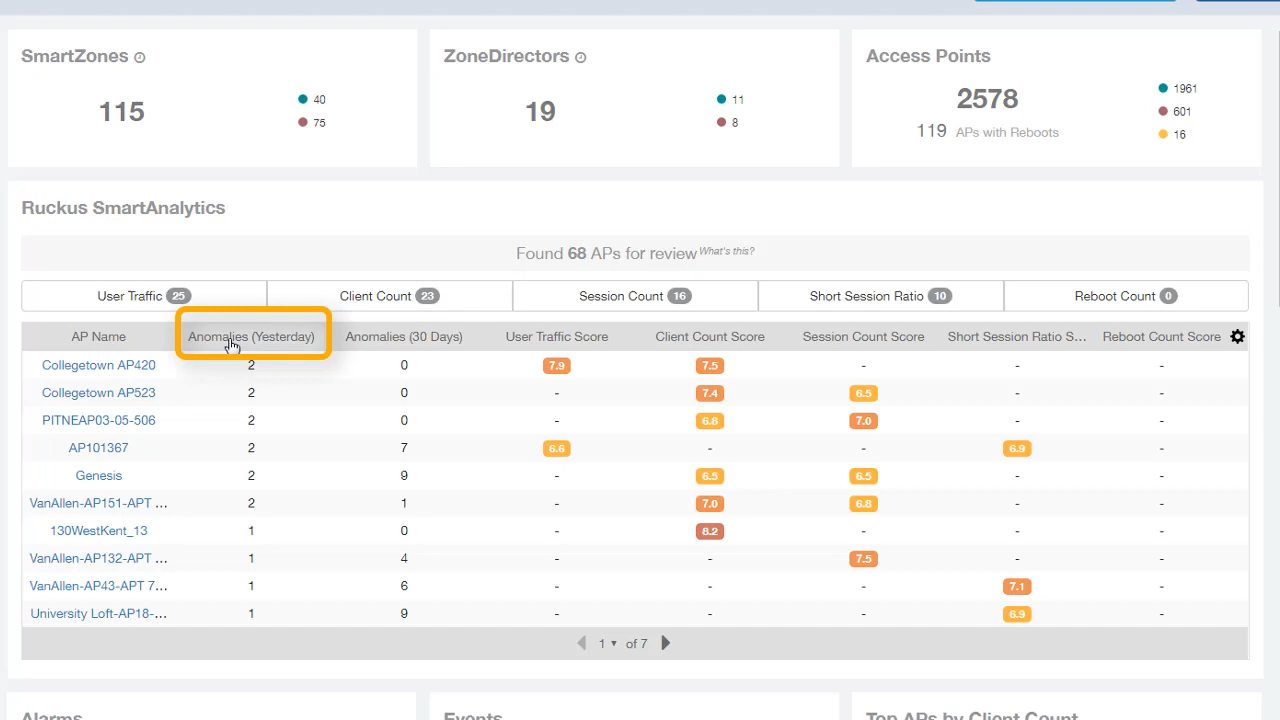 SmartZones
115
40
75
ZoneDirectors
19
11
8
Access Points
2578
119 APs with Reboots
1961
601
16
Ruckus SmartAnalytics
Found 68 APs for review What's this?
User Traffic 25 Client Count 23 Session Count 16 Short Session Ratio 10 Reboot Count 0
AP Name Anomalies (Yesterday) Anomalies (30 Days) User Traffic Score Client Count Score Session Count Score Short Session Ratio S... Reboot Count Score
Collegetown AP420 2 0 7.9 7.5 - - -
Collegetown AP523 2 0 - 7.4 6.5 - -
PITNEAP03-05-506 2 0 - 6.8 7.0 - -
AP101367 2 7 6.6 - - 6.9 -
Genesis 2 9 - 6.5 6.5 - -
VanAllen-AP151-APT ... 2 1 - 7.0 6.8 - -
130WestKent_13 1 0 - 8.2 - - -
VanAllen-AP132-APT ... 1 4 - - 7.5 - -
VanAllen-AP43-APT 7... 1 6 - - - 7.1 -
University Loft-AP18-... 1 9 - - - 6.9 -
1 of 7
Alarms
Events
Top APs by Client Count